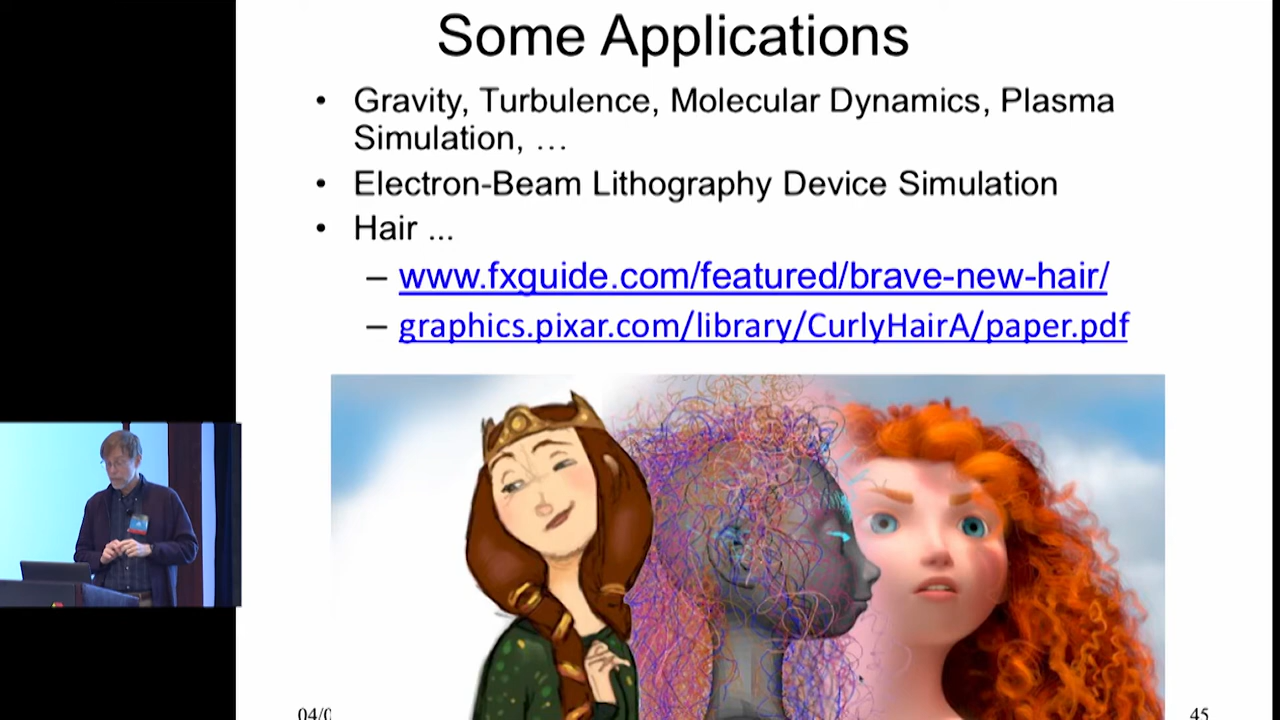 Some Applications
• Gravity, Turbulence, Molecular Dynamics, Plasma
Simulation, …
• Electron-Beam Lithography Device Simulation
• Hair ...
– www.fxguide.com/featured/brave-new-hair/
– graphics.pixar.com/library/CurlyHairA/paper.pdf
04/0
45